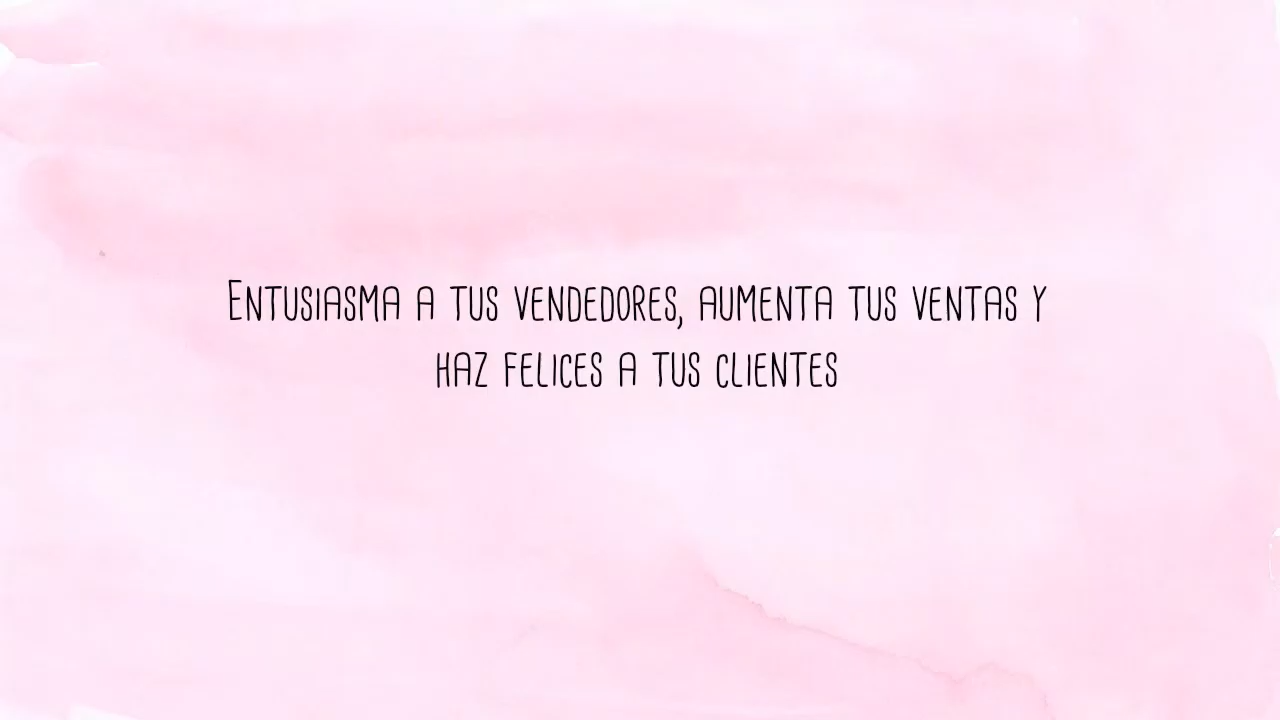 Entusiasma a tus vendedores, aumenta tus ventas y
haz felices a tus clientes